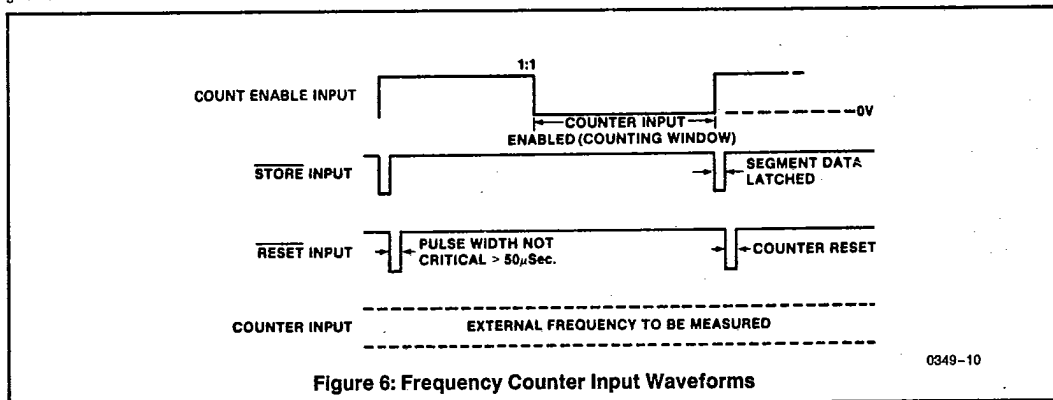 1:1
COUNT ENABLE INPUT
0V
COUNTER INPUT
ENABLED (COUNTING WINDOW)
STORE INPUT
SEGMENT DATA
LATCHED
RESET INPUT
PULSE WIDTH NOT
CRITICAL > 50µSec.
COUNTER RESET
COUNTER INPUT
EXTERNAL FREQUENCY TO BE MEASURED
0349-10
Figure 6: Frequency Counter Input Waveforms